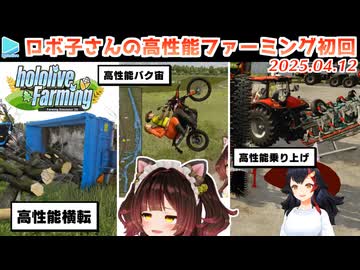 ロボ子さんの高性能ファーミング初回
2025.04.12
hololive
Farming
高性能バク宙
高性能乗り上げ
高性能横転